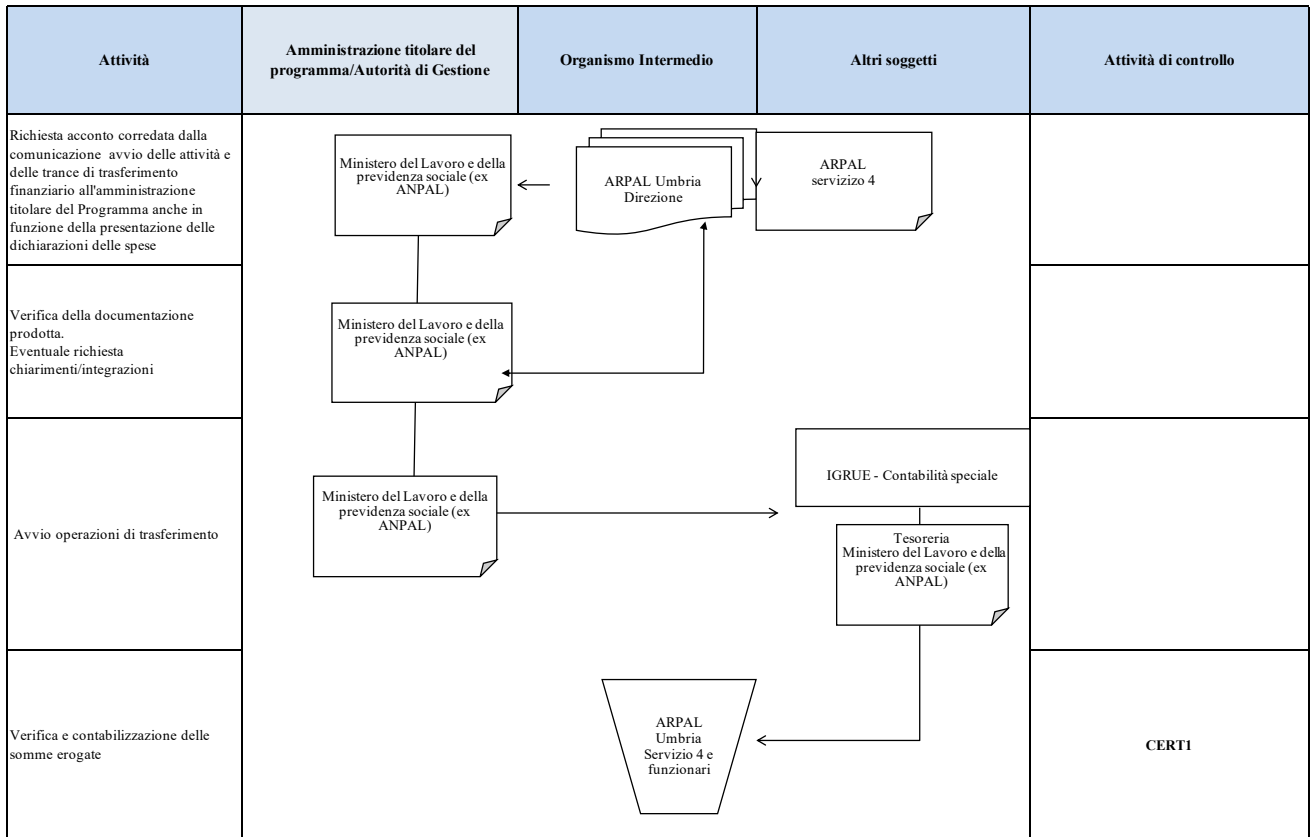 Attività
Amministrazione titolare del
programma/Autorità di Gestione
Organismo Intermedio
Altri soggetti
Attività di controllo
Richiesta acconto corredata dalla
comunicazione avvio delle attività e
delle trance di trasferimento
finanziario all'amministrazione
titolare del Programma anche in
funzione della presentazione delle
dichiarazioni delle spese
Ministero del Lavoro e della
previdenza sociale (ex
ANPAL)
ARPAL Umbria
Direzione
ARPAL
servizizo 4
Verifica della documentazione
prodotta.
Eventuale richiesta
chiarimenti/integrazioni
Ministero del Lavoro e della
previdenza sociale (ex
ANPAL)
Avvio operazioni di trasferimento
Ministero del Lavoro e della
previdenza sociale (ex
ANPAL)
IGRUE - Contabilità speciale
Tesoreria
Ministero del Lavoro e della
previdenza sociale (ex
ANPAL)
Verifica e contabilizzazione delle
somme erogate
ARPAL
Umbria
Servizio 4 e
funzionari
CERT1